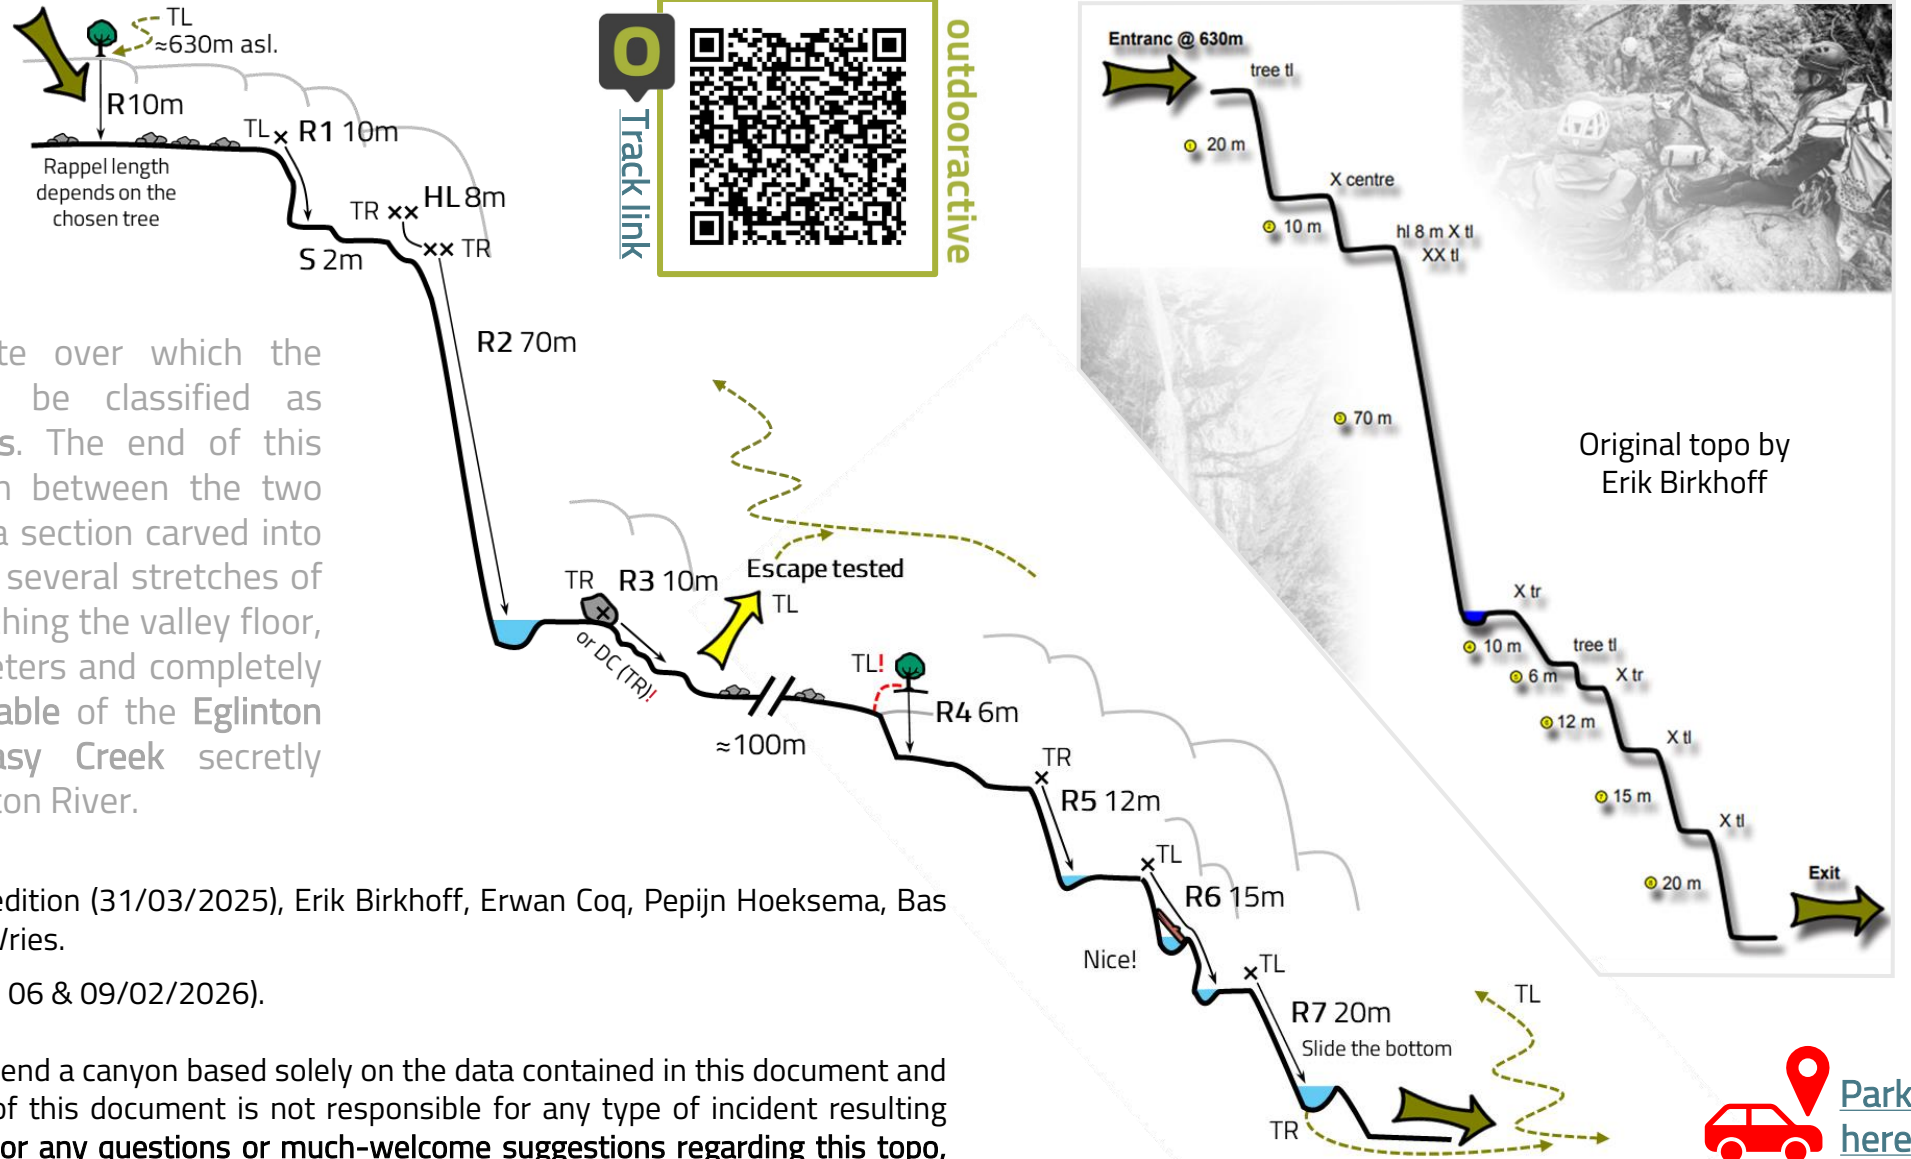 TL
≈630m asl.
R10m
Rappel length
depends on the
chosen tree
TL × R1 10m
S 2m
TR ×× HL 8m
×× TR
R2 70m
O
Track link
outdooractive
te over which the
be classified as
s. The end of this
n between the two
a section carved into
several stretches of
hing the valley floor,
eters and completely
able of the Eglinton
asy Creek secretly
ton River.
TR R3 10m
or DC (TR)!
Escape tested
TL
≈100m
TL!
R4 6m
TR
R5 12m
TL
R6 15m
Nice!
TL
R7 20m
Slide the bottom
TR
TL
Park
here
edition (31/03/2025), Erik Birkhoff, Erwan Coq, Pepijn Hoeksema, Bas
Vries.
06 & 09/02/2026).
end a canyon based solely on the data contained in this document and
of this document is not responsible for any type of incident resulting
or any questions or much-welcome suggestions regarding this topo,
Entranc @ 630m
tree tl
1 20 m
X centre
2 10 m
hl 8 m X tl
XX tl
3 70 m
Original topo by
Erik Birkhoff
X tr
4 10 m
tree tl
5 6 m
X tr
6 12 m
X tl
7 15 m
X tl
8 20 m
Exit